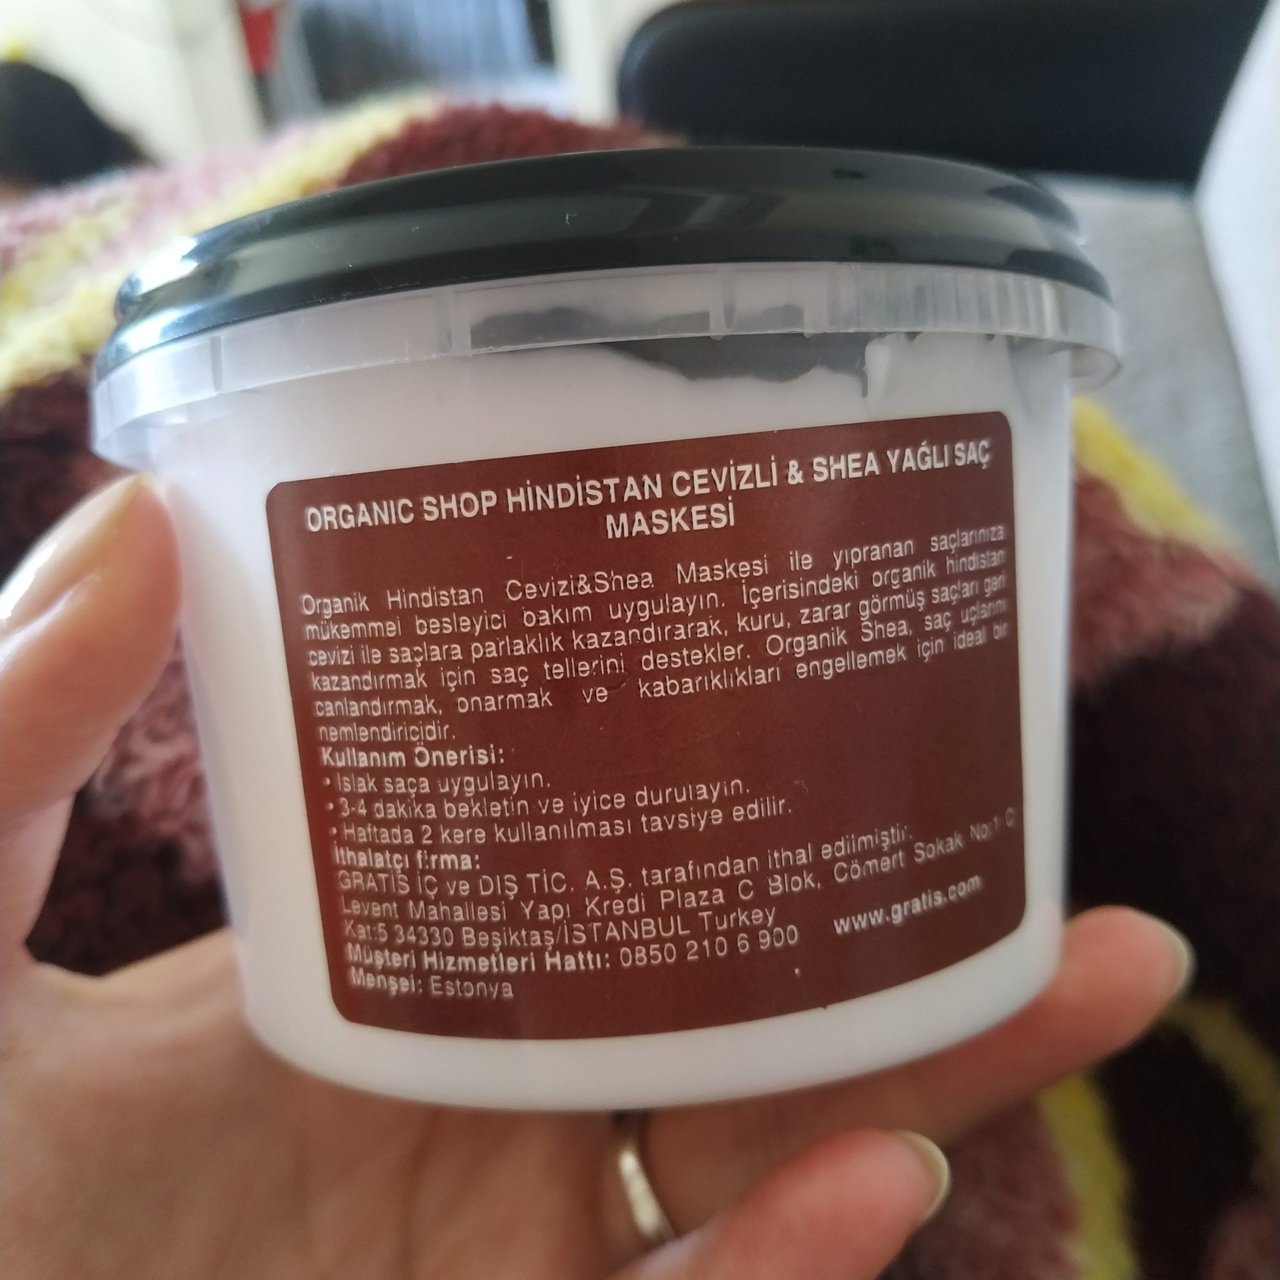 ORGANIC SHOP HİNDİSTAN CEVİZLİ & SHEA YAĞLI SAÇ
MASKESİ
Organik Hindistan Cevizi&Shea Maskesi ile yıpranan saçlarınıza
mükemmel besleyici bakım uygulayın. İçerisindeki organik hindistan
cevizi ile saçlara parlaklık kazandırarak, kuru, zarar görmüş saçları geri
kazandırmak için saç tellerini destekler. Organik Shea, saç uçlarını
canlandırmak, onarmak ve kabarıklıkları engellemek için ideal bir
nemlendiricidir.
Kullanım Önerisi:
• Islak saça uygulayın.
• 3-4 dakika bekletin ve iyice durulayın.
• Haftada 2 kere kullanılması tavsiye edilir.
İthalatçı firma:
GRATİS İÇ ve DIŞ TİC. A.Ş. tarafından ithal edilmiştir.
Levent Mahallesi Yapı Kredi Plaza C Blok, Cömert Sokak No:1 C
Kat:5 34330 Beşiktaş/İSTANBUL Turkey
Müşteri Hizmetleri Hattı: 0850 210 6 900 www.gratis.com
Menşei: Estonya